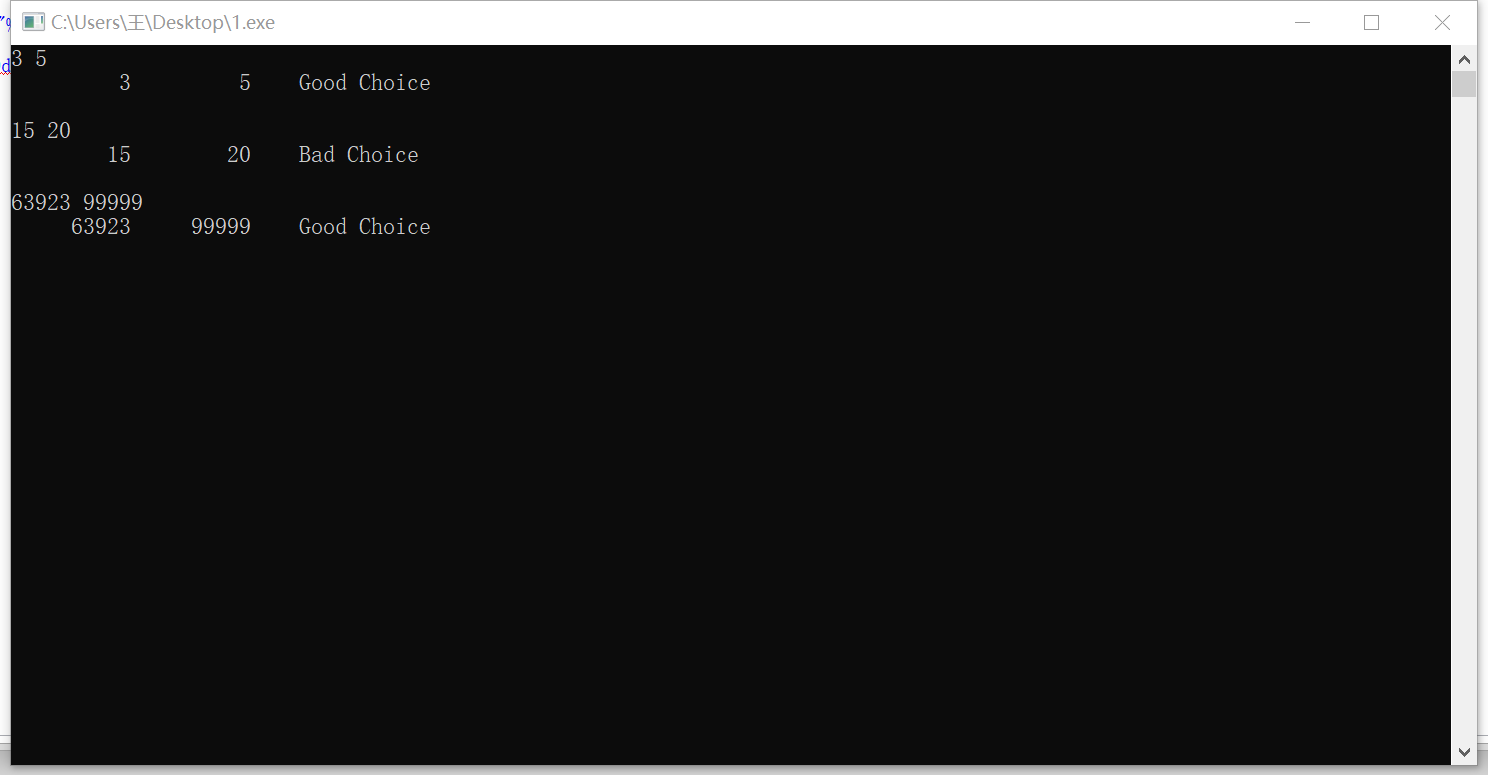 C:\Users\王\Desktop\1.exe
3 5
         3         5    Good Choice
15 20
        15        20    Bad Choice
63923 99999
     63923     99999    Good Choice